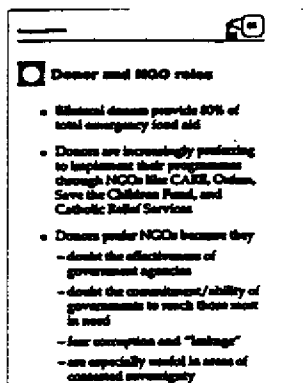 Donor and NGO roles
• Bilateral donors provide 80% of
total emergency food aid
• Donors are increasingly preferring
to implement their programmes
through NGOs like CARE, Oxfam,
Save the Children Fund, and
Catholic Relief Services
• Donors prefer NGOs because they
– doubt the effectiveness of
government agencies
– doubt the commitment/ability of
governments to reach those most
in need
– fear corruption and "leakage"
– are especially useful in areas of
contested sovereignty